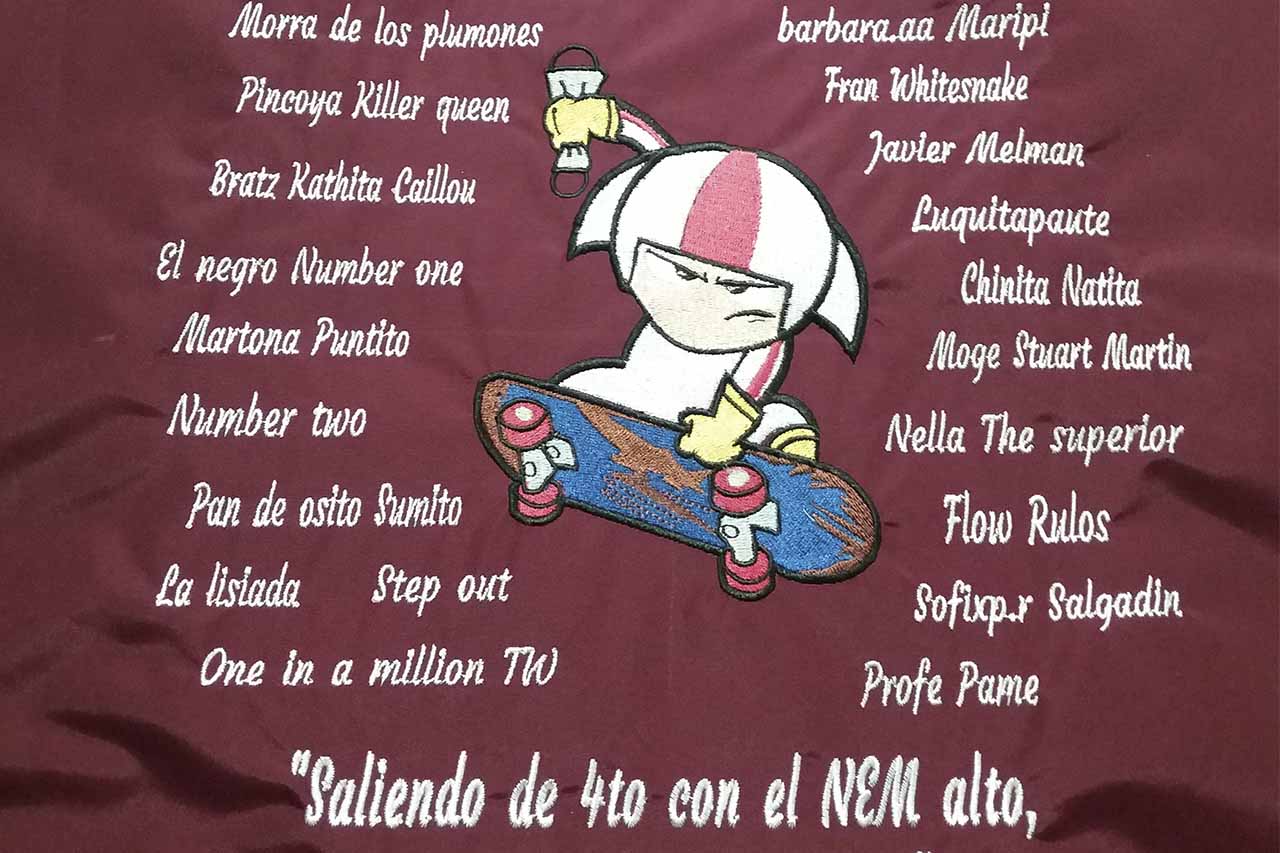 Morra de los plumones
Pincoya Killer queen
Bratz Kathita Caillou
El negro Number one
Martona Puntito
Number two
Pan de osito Sumito
La lisiada Step out
One in a million TW
barbara.aa Maripi
Fran Whitesnake
Javier Melman
Luquitapaute
Chinita Natita
Moge Stuart Martin
Nella The superior
Flow Rulos
Sofixp.r Salgadin
Profe Pame
"Saliendo de 4to con el NEM alto,